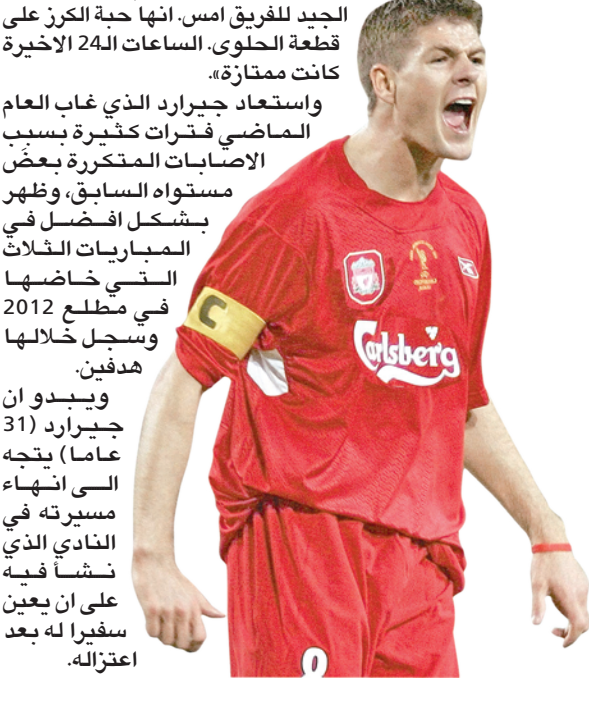 الجيد للفريق امس. انها حبة الكرز على
قطعة الحلوى. الساعات الـ24 الاخيرة
كانت ممتازة».
واستعاد جيرارد الذي غاب العام
الماضي فترات كثيرة بسبب
الاصابات المتكررة بعض
مستواه السابق، وظهر
بشكل افضل في
المباريات الثلاث
التي خاضها
في مطلع 2012
وسجل خلالها
هدفين.
ويبدو ان
جيرارد (31
عاما) يتجه
الى انهاء
مسيرته في
النادي الذي
نشأ فيه
على ان يعين
سفيرا له بعد
اعتزاله.
C
Carlsberg